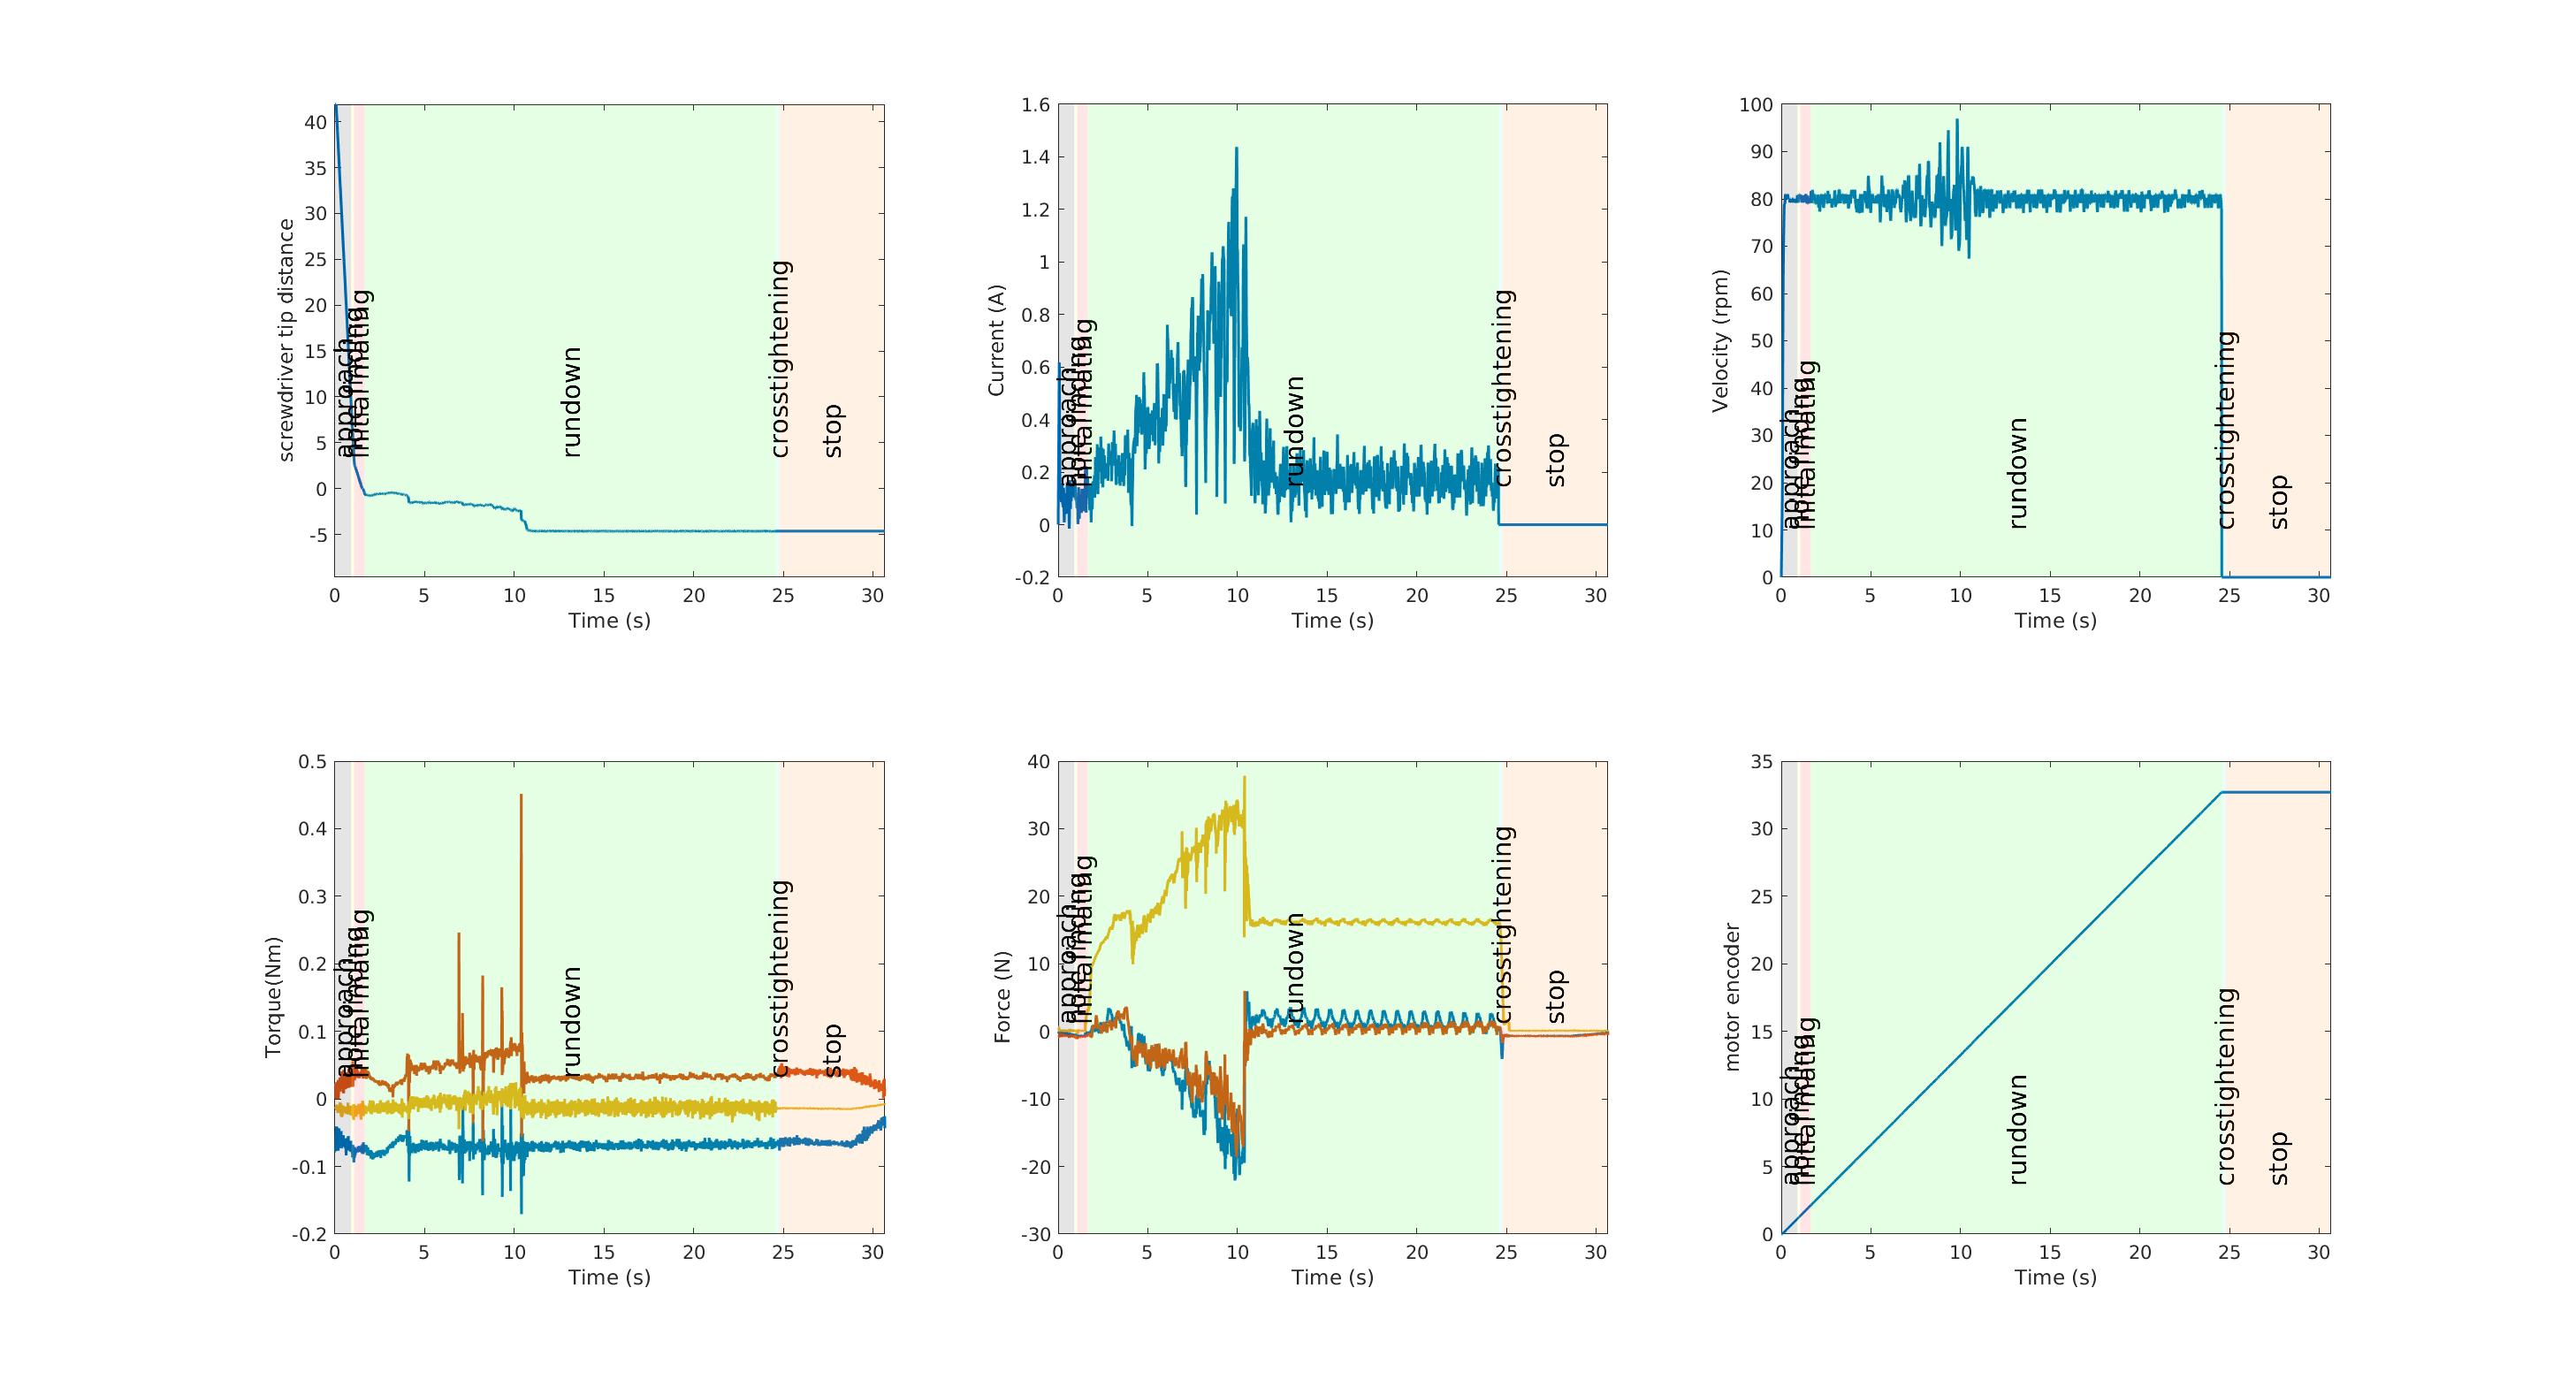 40
35
30
25
20
15
10
5
0
-5
screwdriver tip distance
approach
initial mating
rundown
crosstightening
stop
0 5 10 15 20 25 30
Time (s)
1.6
1.4
1.2
1
0.8
0.6
0.4
0.2
0
-0.2
Current (A)
approach
initial mating
rundown
crosstightening
stop
0 5 10 15 20 25 30
Time (s)
100
90
80
70
60
50
40
30
20
10
0
Velocity (rpm)
approach
initial mating
rundown
crosstightening
stop
0 5 10 15 20 25 30
Time (s)
0.5
0.4
0.3
0.2
0.1
0
-0.1
-0.2
Torque(Nm)
approach
initial mating
rundown
crosstightening
stop
0 5 10 15 20 25 30
Time (s)
40
30
20
10
0
-10
-20
-30
Force (N)
approach
initial mating
rundown
crosstightening
stop
0 5 10 15 20 25 30
Time (s)
35
30
25
20
15
10
5
0
motor encoder
approach
initial mating
rundown
crosstightening
stop
0 5 10 15 20 25 30
Time (s)